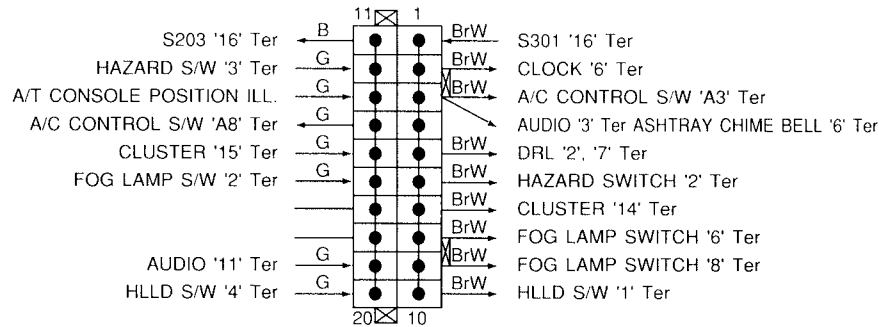 11 1
S203 '16' Ter B BrW S301 '16' Ter
HAZARD S/W '3' Ter G BrW CLOCK '6' Ter
A/T CONSOLE POSITION ILL. G BrW A/C CONTROL S/W 'A3' Ter
A/C CONTROL S/W 'A8' Ter G AUDIO '3' Ter ASHTRAY CHIME BELL '6' Ter
CLUSTER '15' Ter G BrW DRL '2', '7' Ter
FOG LAMP S/W '2' Ter G BrW HAZARD SWITCH '2' Ter
BrW CLUSTER '14' Ter
BrW FOG LAMP SWITCH '6' Ter
AUDIO '11' Ter G BrW FOG LAMP SWITCH '8' Ter
HLLD S/W '4' Ter G BrW HLLD S/W '1' Ter
20 10